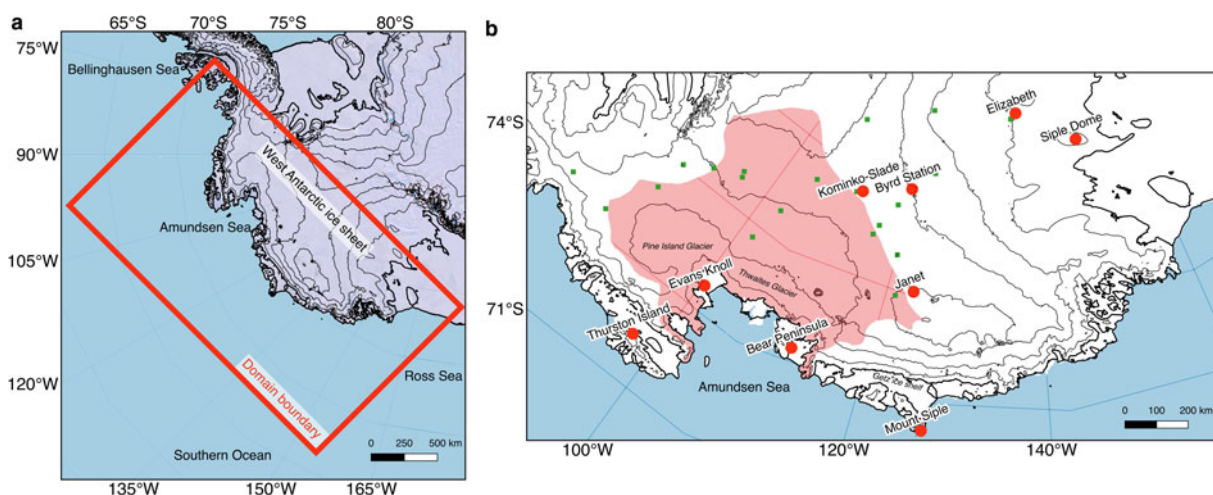 a
65°S 70°S 75°S 80°S
75°W
Bellinghausen Sea
90°W
West Antarctic ice sheet
Amundsen Sea
105°W
120°W
Domain boundary
Ross Sea
0 250 500 km
Southern Ocean
135°W 150°W 165°W
b
74°S
Elizabeth
Siple Dome
Kominko-Slade
Byrd Station
Pine Island Glacier
Evans Knoll
Thwaites Glacier
Janet
71°S
Thurston Island
Bear Peninsula
Amundsen Sea
Getz ice shelf
Mount Siple
0 100 200 km
100°W 120°W 140°W